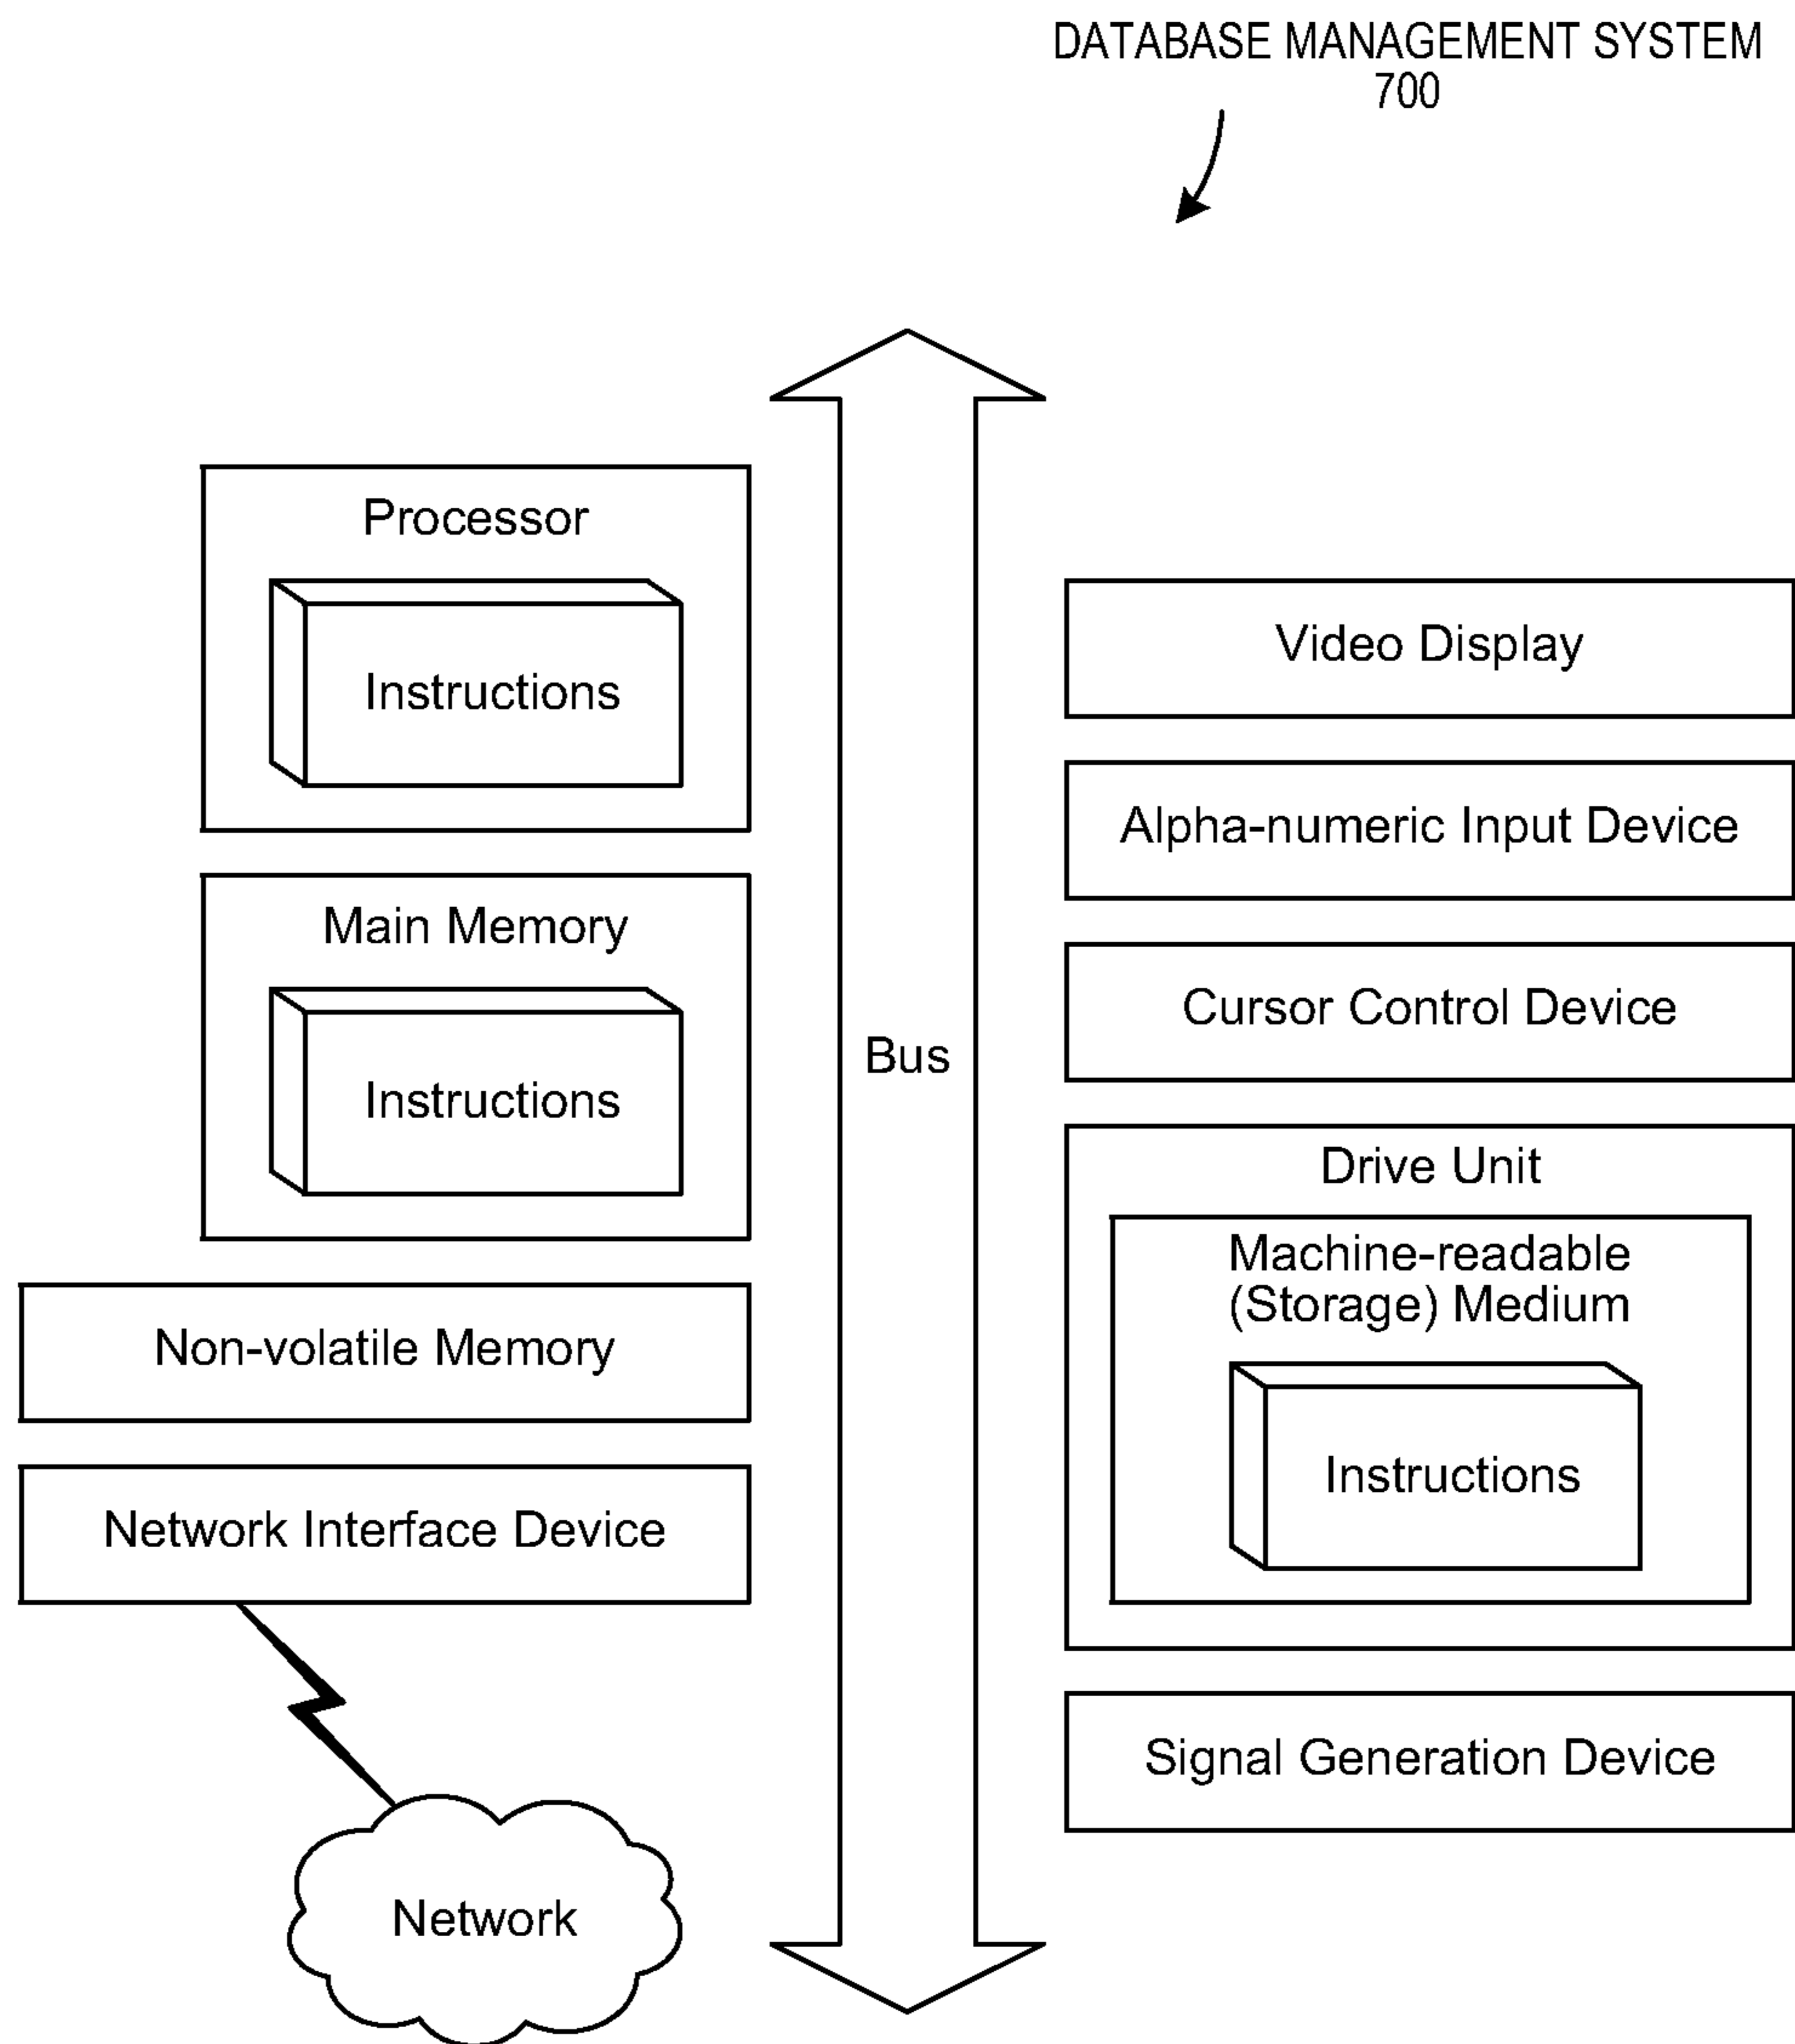 DATABASE MANAGEMENT SYSTEM
700
Processor
Instructions
Main Memory
Instructions
Non-volatile Memory
Network Interface Device
Network
Bus
Video Display
Alpha-numeric Input Device
Cursor Control Device
Drive Unit
Machine-readable
(Storage) Medium
Instructions
Signal Generation Device